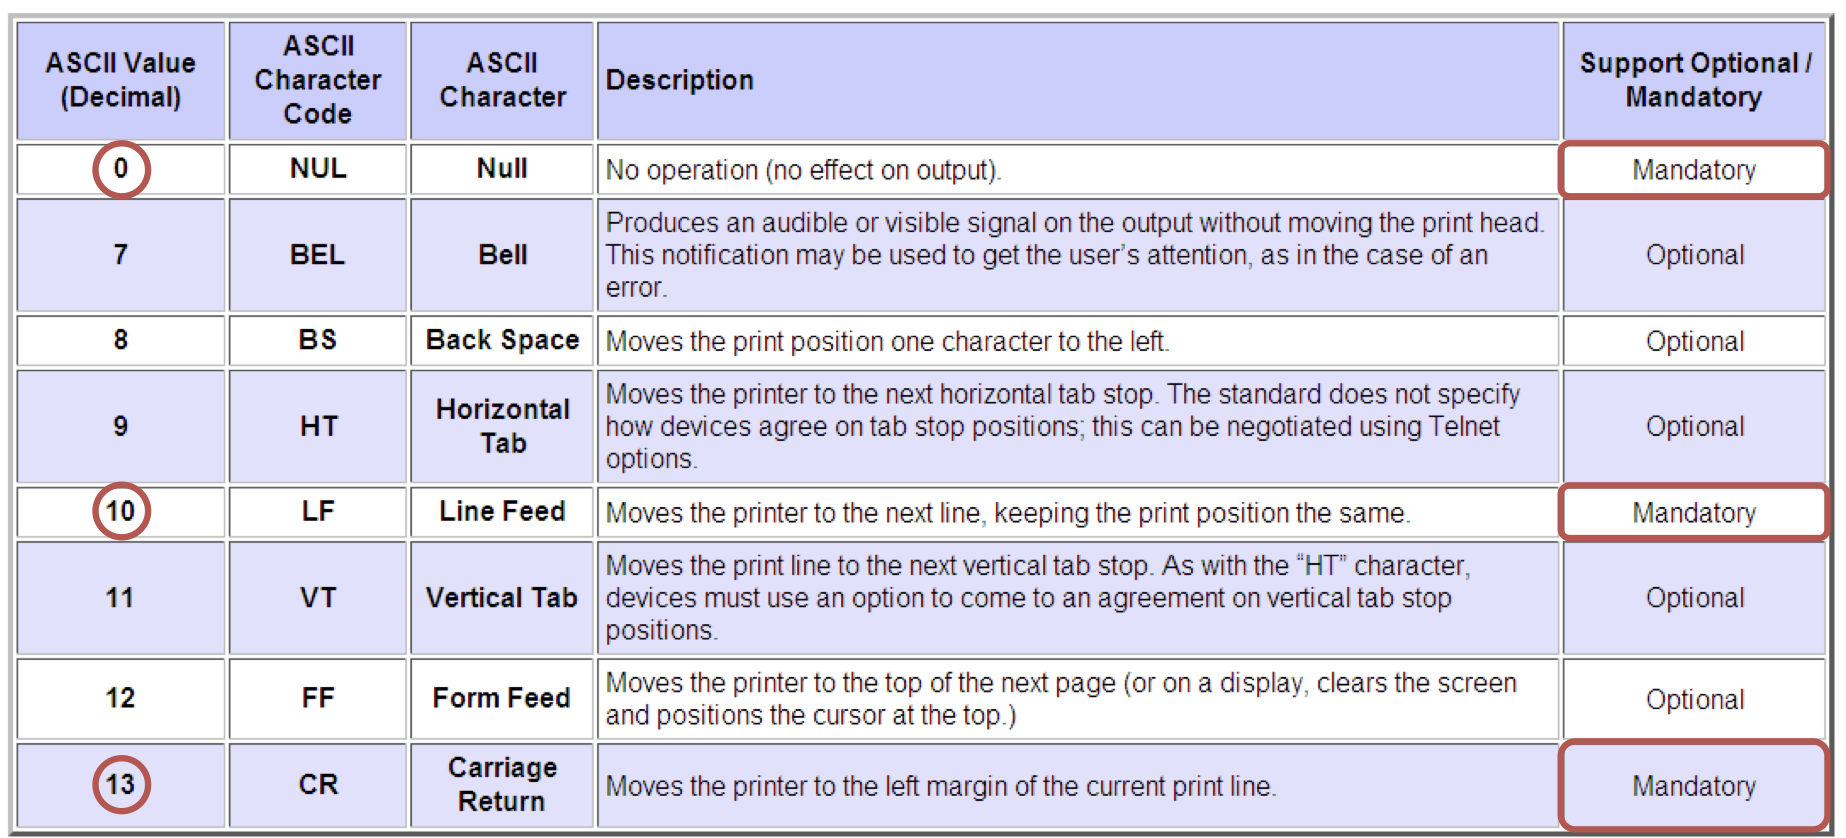 ASCII Value
(Decimal)
ASCII
Character
Code
ASCII
Character
Description
Support Optional /
Mandatory
0
NUL
Null
No operation (no effect on output).
Mandatory
7
BEL
Bell
Produces an audible or visible signal on the output without moving the print head.
This notification may be used to get the user’s attention, as in the case of an
error.
Optional
8
BS
Back Space
Moves the print position one character to the left.
Optional
9
HT
Horizontal
Tab
Moves the printer to the next horizontal tab stop. The standard does not specify
how devices agree on tab stop positions; this can be negotiated using Telnet
options.
Optional
10
LF
Line Feed
Moves the printer to the next line, keeping the print position the same.
Mandatory
11
VT
Vertical Tab
Moves the print line to the next vertical tab stop. As with the “HT” character,
devices must use an option to come to an agreement on vertical tab stop
positions.
Optional
12
FF
Form Feed
Moves the printer to the top of the next page (or on a display, clears the screen
and positions the cursor at the top.)
Optional
13
CR
Carriage
Return
Moves the printer to the left margin of the current print line.
Mandatory